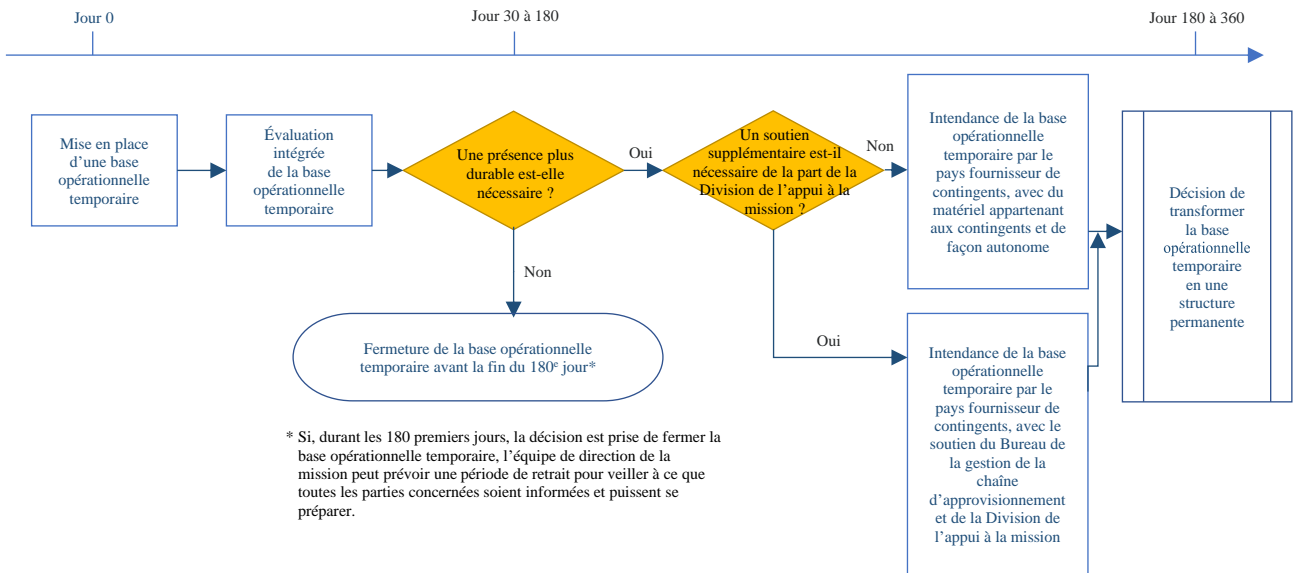 Jour 0
Jour 30 à 180
Jour 180 à 360
Mise en place
d’une base
opérationnelle
temporaire
Évaluation
intégrée
de la base
opérationnelle
temporaire
Une présence plus
durable est-elle
nécessaire ?
Oui
Un soutien
supplémentaire est-il
nécessaire de la part de la
Division de l’appui à la
mission ?
Non
Intendance de la base
opérationnelle
temporaire par le
pays fournisseur de
contingents, avec du
matériel appartenant
aux contingents et de
façon autonome
Décision de
transformer
la base
opérationnelle
temporaire
en une
structure
permanente
Non
Fermeture de la base opérationnelle
temporaire avant la fin du 180e jour*
Oui
Intendance de la base
opérationnelle
temporaire par le
pays fournisseur de
contingents, avec le
soutien du Bureau de
la gestion de la
chaîne
d’approvisionnement
et de la Division de
l’appui à la mission
* Si, durant les 180 premiers jours, la décision est prise de fermer la
base opérationnelle temporaire, l’équipe de direction de la
mission peut prévoir une période de retrait pour veiller à ce que
toutes les parties concernées soient informées et puissent se
préparer.